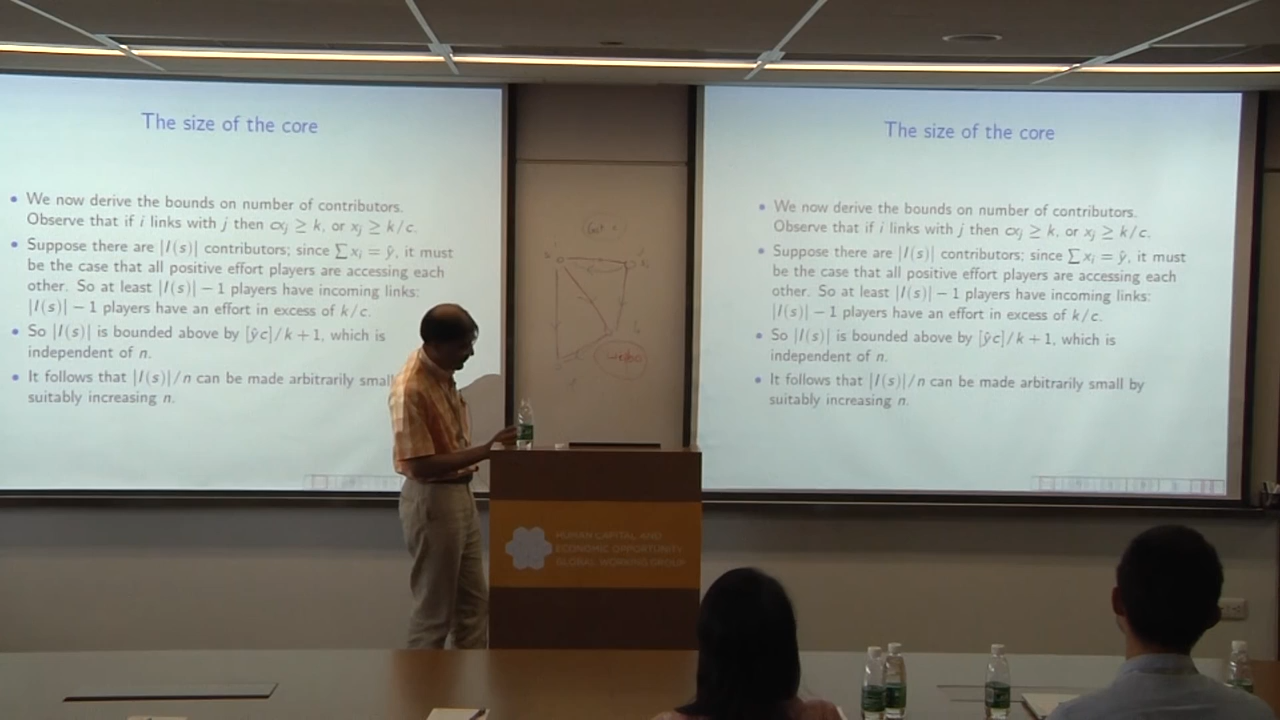 The size of the core
We now derive the bounds on number of contributors.
Observe that if i links with j then cxj ≥ k, or xj ≥ k/c.
Suppose there are |I(s)| contributors; since ∑ xi = ŷ, it must
be the case that all positive effort players are accessing each
other. So at least |I(s)| − 1 players have incoming links:
|I(s)| − 1 players have an effort in excess of k/c.
So |I(s)| is bounded above by [ŷc]/k + 1, which is
independent of n.
It follows that |I(s)|/n can be made arbitrarily small
suitably increasing n.
The size of the core
We now derive the bounds on number of contributors.
Observe that if i links with j then cxj ≥ k, or xj ≥ k/c.
Suppose there are |I(s)| contributors; since ∑ xi = ŷ, it must
be the case that all positive effort players are accessing each
other. So at least |I(s)| − 1 players have incoming links:
|I(s)| − 1 players have an effort in excess of k/c.
So |I(s)| is bounded above by [ŷc]/k + 1, which is
independent of n.
It follows that |I(s)|/n can be made arbitrarily small by
suitably increasing n.
HUMAN CAPITAL AND
ECONOMIC OPPORTUNITY
GLOBAL WORKING GROUP